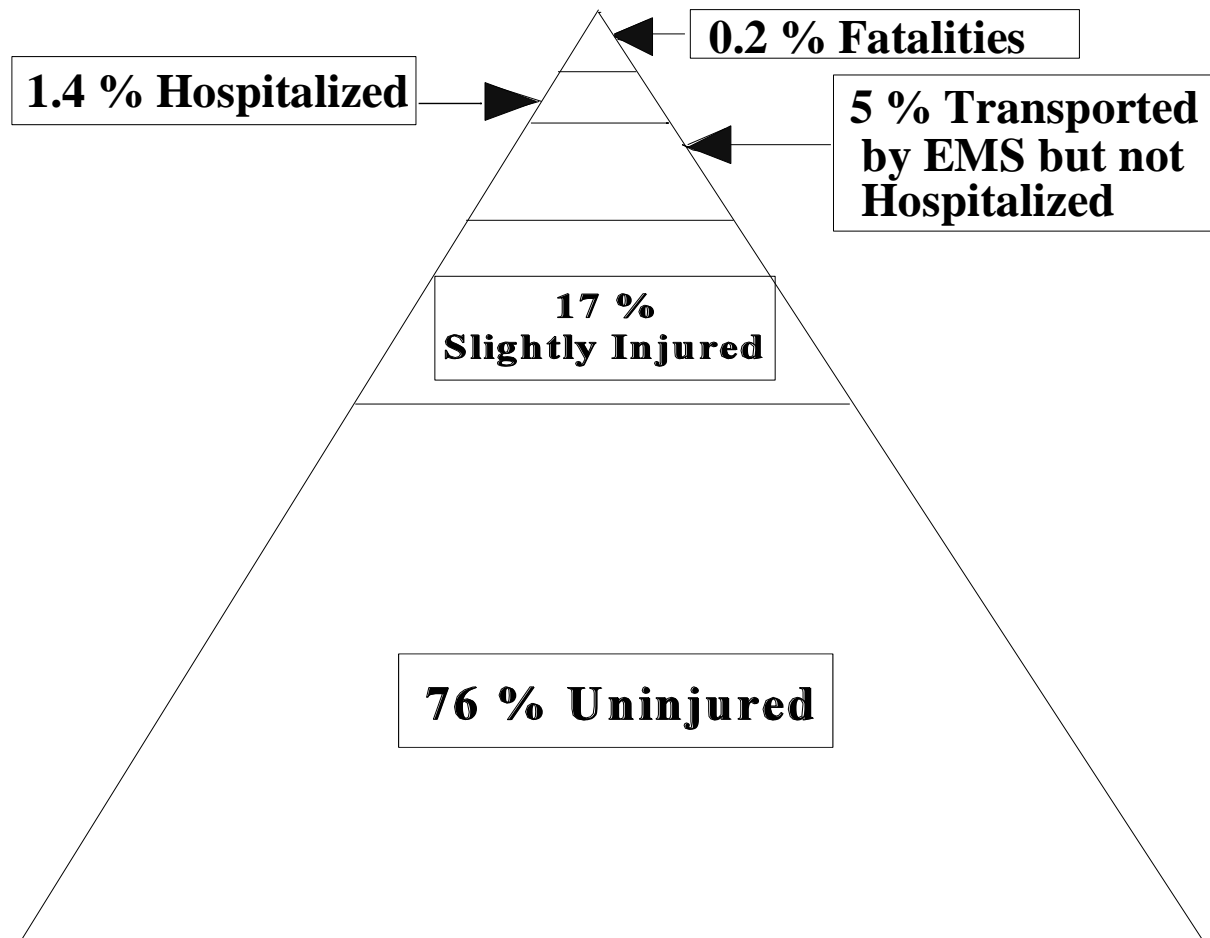 0.2 % Fatalities
1.4 % Hospitalized
5 % Transported
by EMS but not
Hospitalized
17 %
Slightly Injured
76 % Uninjured